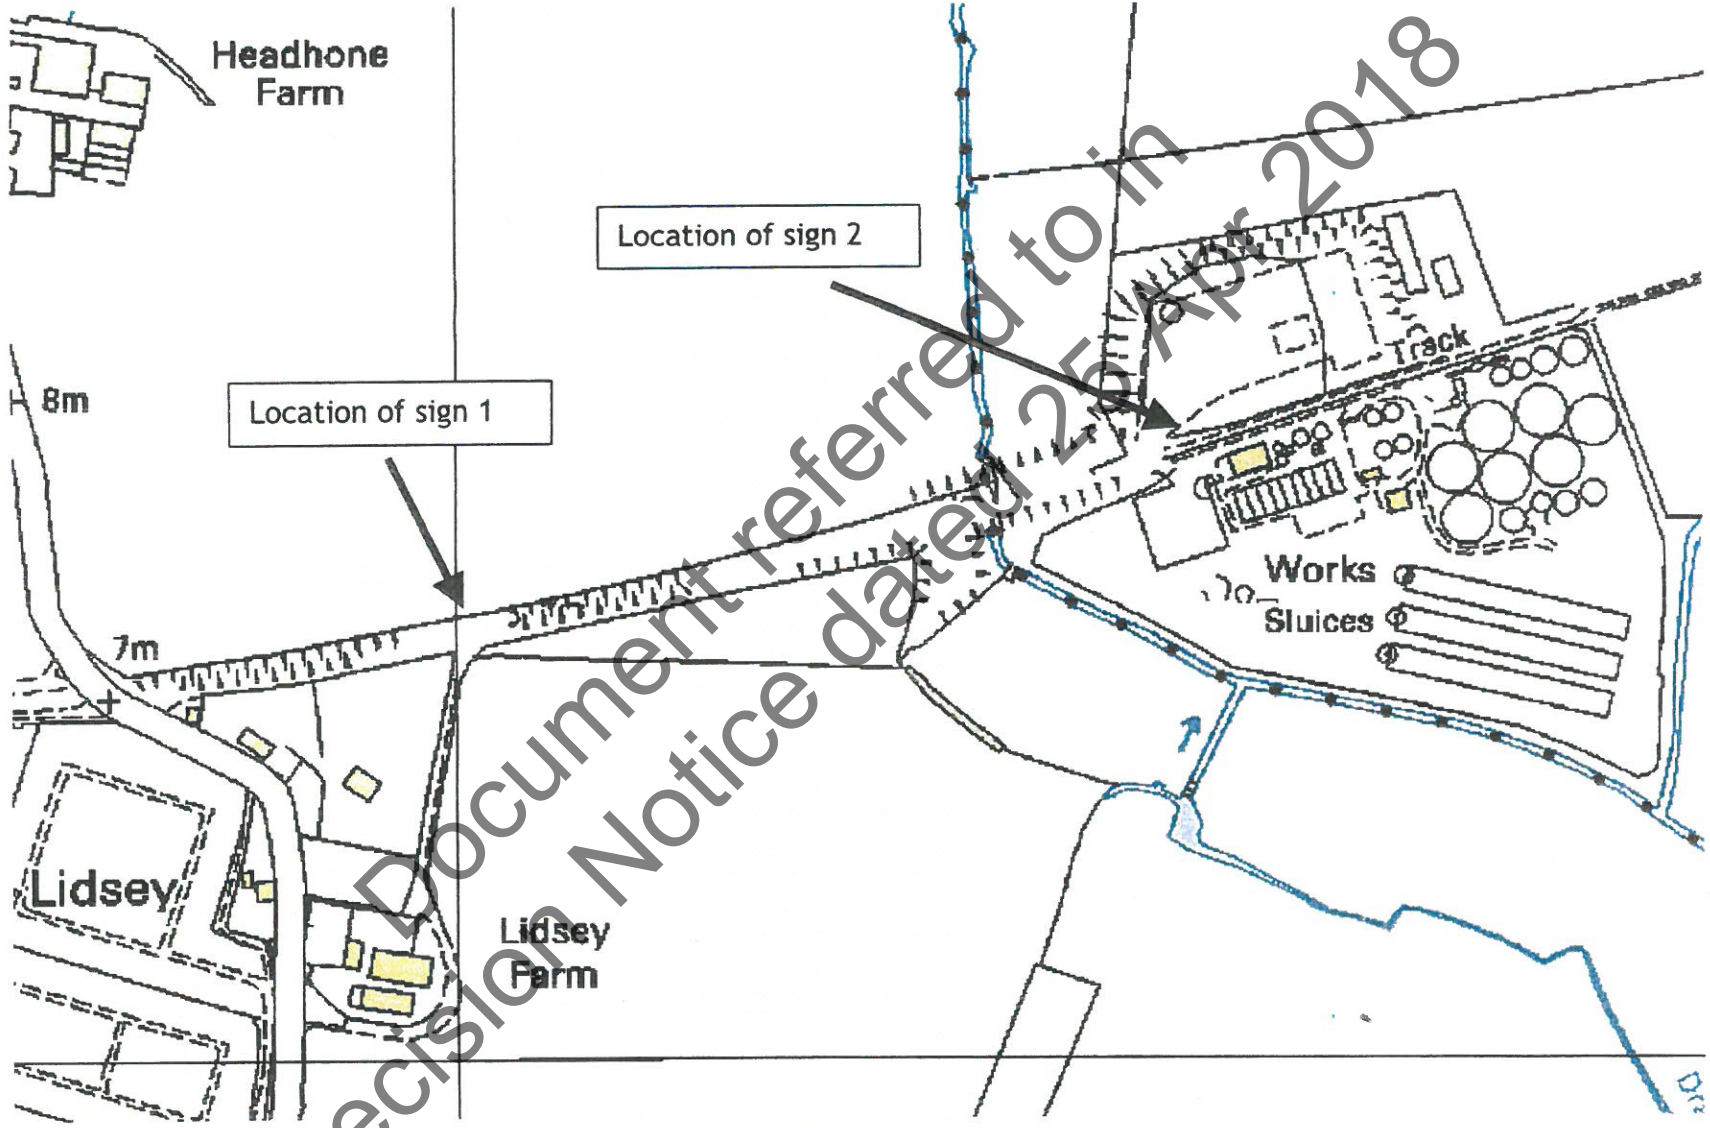 Headhone
Farm
Location of sign 2
Track
8m
Location of sign 1
Works
Sluices
7m
Lidsey
Lidsey
Farm
Document referred to in
ecision Notice dated 25 Apr 2018